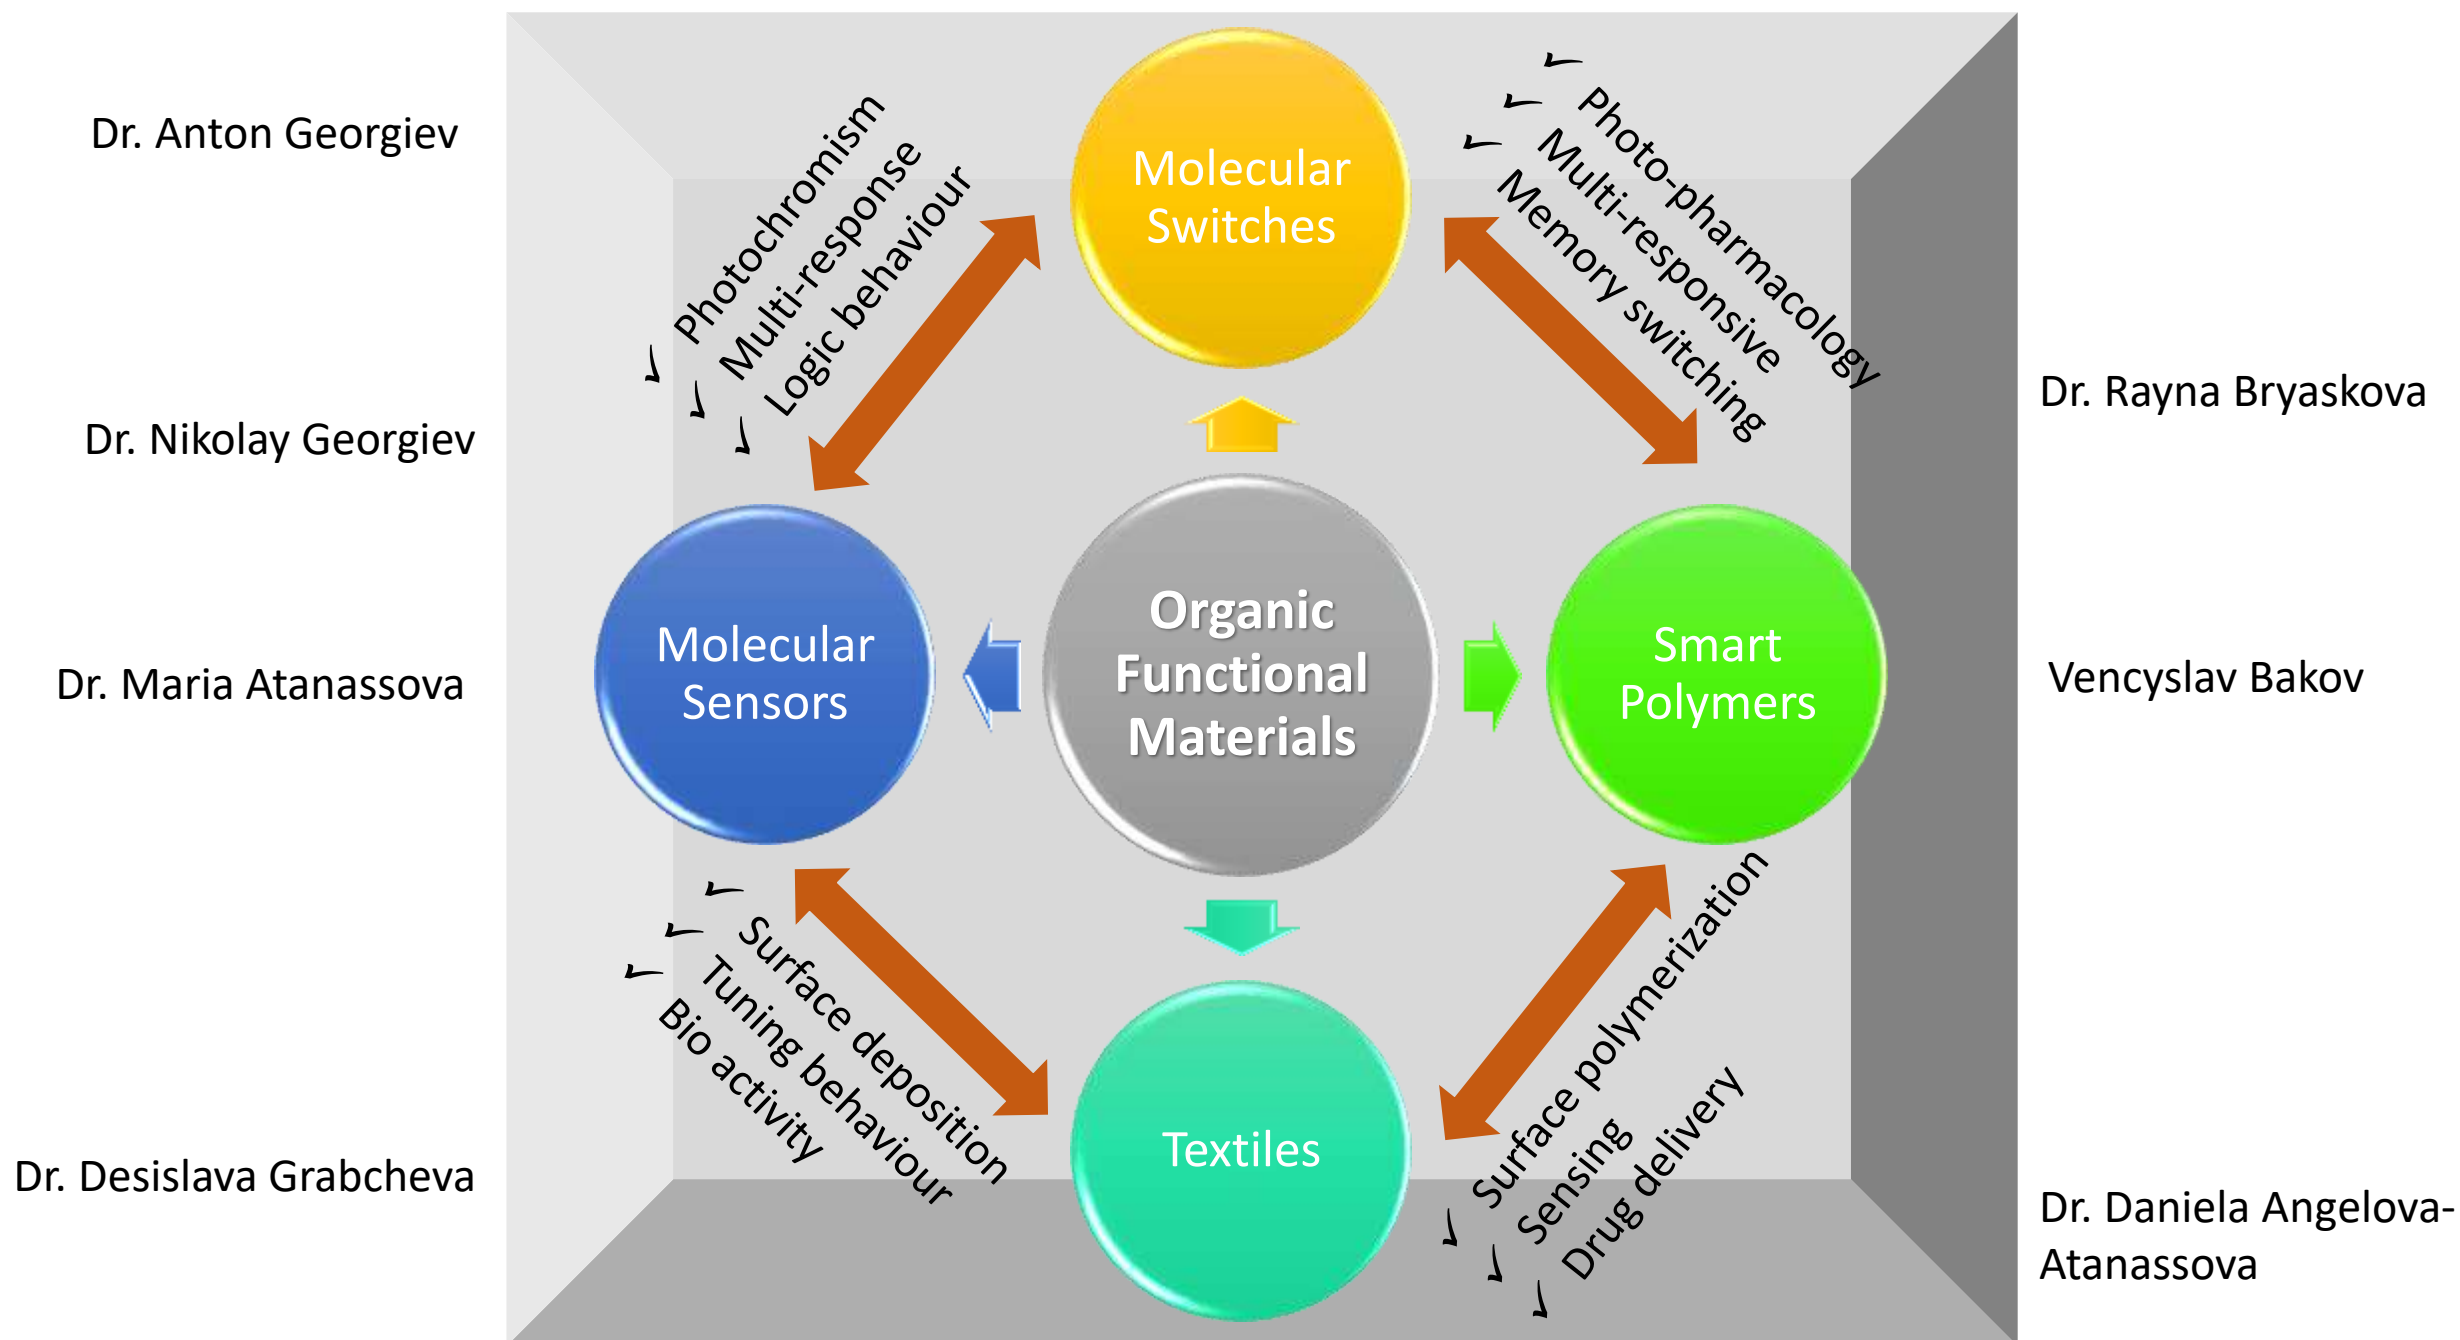 Dr. Anton Georgiev
Dr. Nikolay Georgiev
Dr. Maria Atanassova
Dr. Desislava Grabcheva
Photochromism
Multi-response
Logic behaviour
Molecular
Switches
Photo-pharmacology
Multi-responsive
Memory switching
Molecular
Sensors
Organic
Functional
Materials
Smart
Polymers
Surface deposition
Tuning behaviour
Bio activity
Textiles
Surface polymerization
Sensing
Drug delivery
Dr. Rayna Bryaskova
Vencyslav Bakov
Dr. Daniela Angelova-
Atanassova